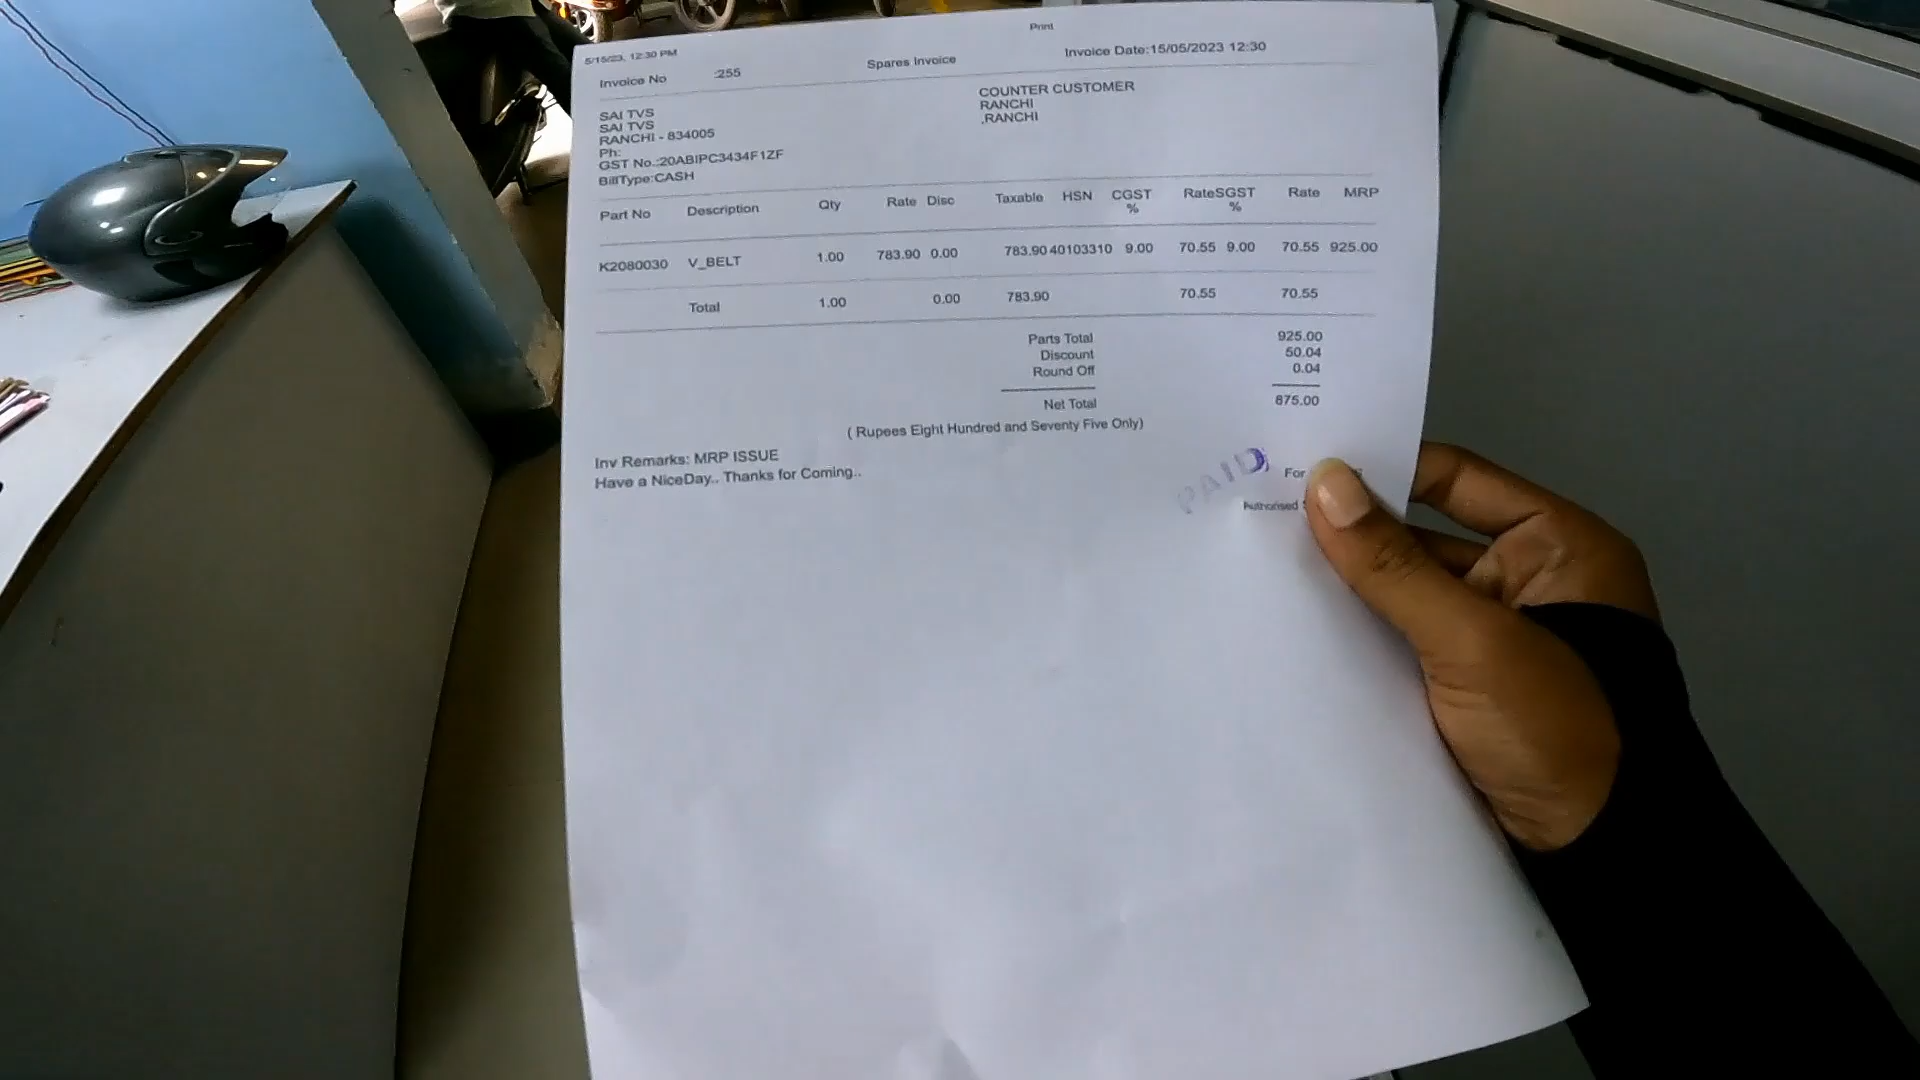 Print
5/15/23, 12:30 PM
Invoice No :255 Spares Invoice Invoice Date:15/05/2023 12:30
SAI TVS
SAI TVS
RANCHI - 834005
Ph:
GST No.:20ABIPC3434F1ZF
BillType:CASH
COUNTER CUSTOMER
RANCHI
.RANCHI
Part No Description Qty Rate Disc Taxable HSN CGST % Rate SGST % Rate MRP
K2080030 V_BELT 1.00 783.90 0.00 783.90 40103310 9.00 70.55 9.00 70.55 925.00
Total 1.00 0.00 783.90 70.55 70.55
Parts Total 925.00
Discount 50.04
Round Off 0.04
Net Total 875.00
( Rupees Eight Hundred and Seventy Five Only)
Inv Remarks: MRP ISSUE
Have a NiceDay.. Thanks for Coming..
PAID
For
Authorised